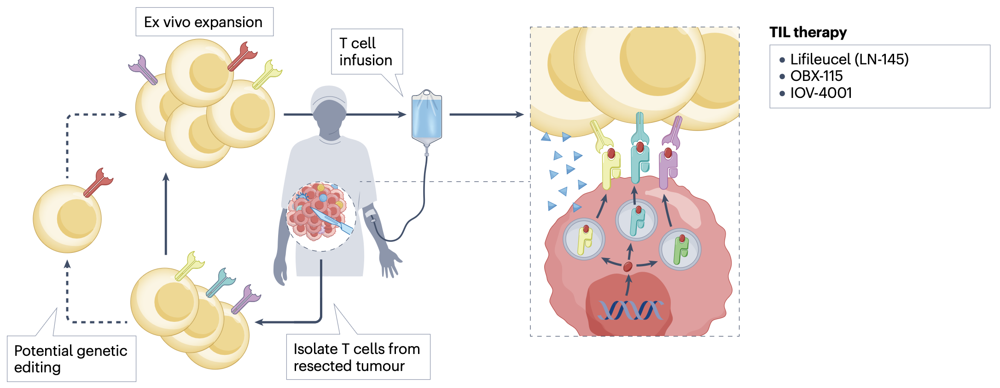 Ex vivo expansion
T cell
infusion
TIL therapy
• Lifileucel (LN-145)
• OBX-115
• IOV-4001
Potential genetic
editing
Isolate T cells from
resected tumour